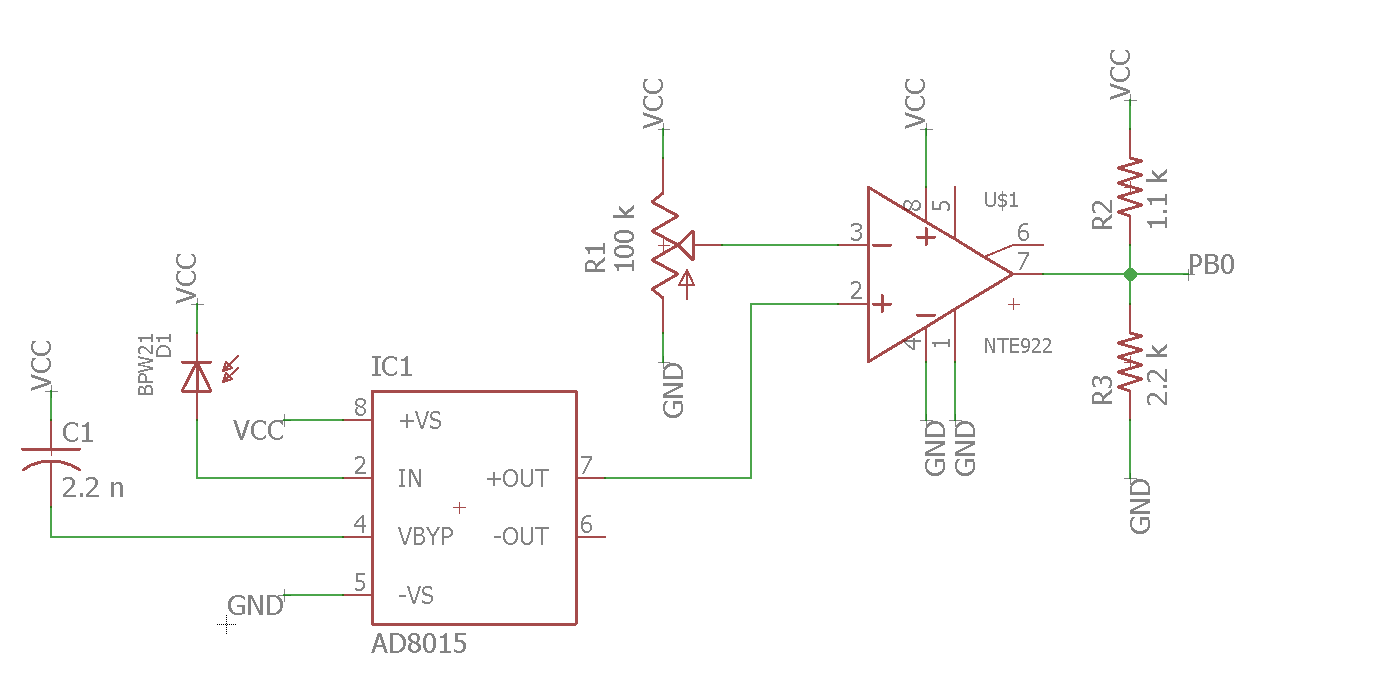 VCC
C1
2.2 n
VCC
BPW21
D1
IC1
VCC
8
+VS
2
IN
+OUT
7
4
VBYP
-OUT
6
5
-VS
GND
AD8015
VCC
R1
100 k
GND
VCC
8
5
U$1
3
6
7
2
4
1
NTE922
GND
GND
VCC
R2
1.1 k
PB0
R3
2.2 k
GND